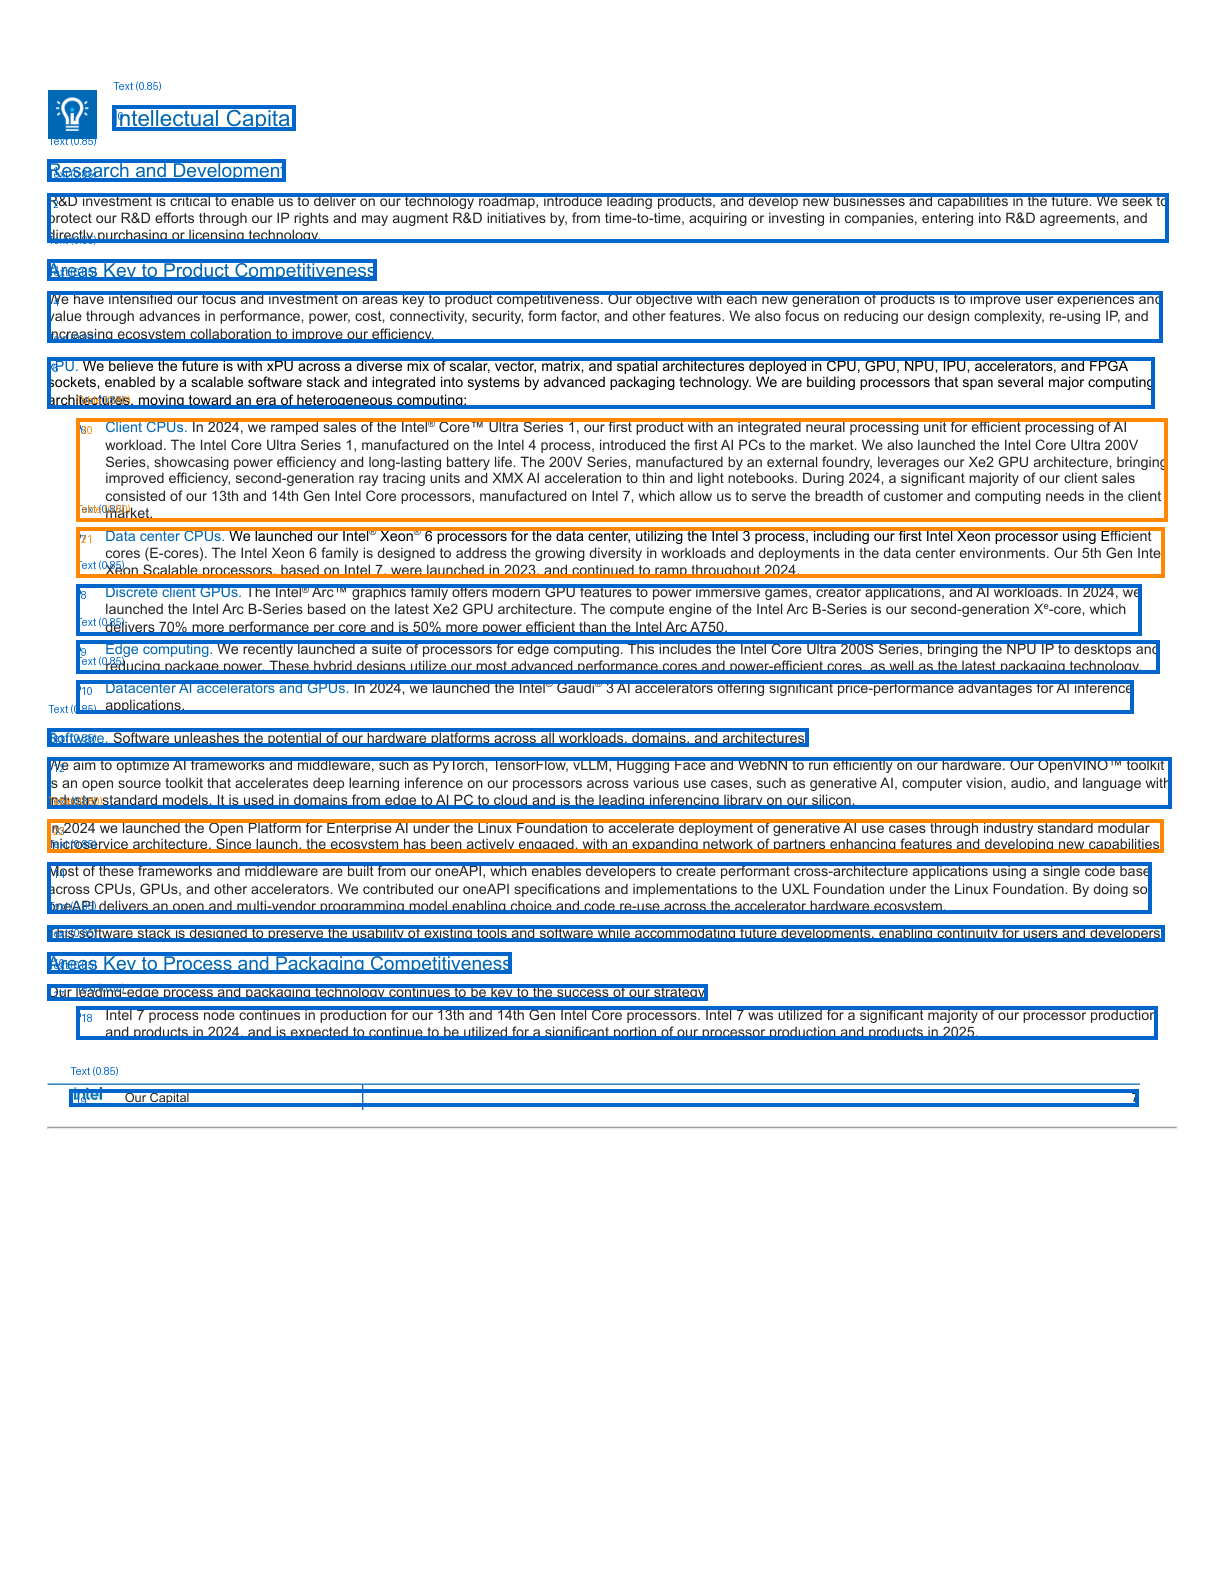 Text (0.85)
Intellectual Capital
Text (0.85)
Research and Development
R&D investment is critical to enable us to deliver on our technology roadmap, introduce leading products, and develop new businesses and capabilities in the future. We seek to
protect our R&D efforts through our IP rights and may augment R&D initiatives by, from time-to-time, acquiring or investing in companies, entering into R&D agreements, and
directly purchasing or licensing technology.
Areas Key to Product Competitiveness
We have intensified our focus and investment on areas key to product competitiveness. Our objective with each new generation of products is to improve user experiences and
value through advances in performance, power, cost, connectivity, security, form factor, and other features. We also focus on reducing our design complexity, re-using IP, and
increasing ecosystem collaboration to improve our efficiency.
xPU. We believe the future is with xPU across a diverse mix of scalar, vector, matrix, and spatial architectures deployed in CPU, GPU, NPU, IPU, accelerators, and FPGA
sockets, enabled by a scalable software stack and integrated into systems by advanced packaging technology. We are building processors that span several major computing
architectures, moving toward an era of heterogeneous computing:
Client CPUs. In 2024, we ramped sales of the Intel® Core™ Ultra Series 1, our first product with an integrated neural processing unit for efficient processing of AI
workload. The Intel Core Ultra Series 1, manufactured on the Intel 4 process, introduced the first AI PCs to the market. We also launched the Intel Core Ultra 200V
Series, showcasing power efficiency and long-lasting battery life. The 200V Series, manufactured by an external foundry, leverages our Xe2 GPU architecture, bringing
improved efficiency, second-generation ray tracing units and XMX AI acceleration to thin and light notebooks. During 2024, a significant majority of our client sales
consisted of our 13th and 14th Gen Intel Core processors, manufactured on Intel 7, which allow us to serve the breadth of customer and computing needs in the client
market.
21 Data center CPUs. We launched our Intel® Xeon® 6 processors for the data center, utilizing the Intel 3 process, including our first Intel Xeon processor using Efficient
cores (E-cores). The Intel Xeon 6 family is designed to address the growing diversity in workloads and deployments in the data center environments. Our 5th Gen Intel
Xeon Scalable processors, based on Intel 7, were launched in 2023, and continued to ramp throughout 2024.
Text (0.85)
8 Discrete client GPUs. The Intel® Arc™ graphics family offers modern GPU features to power immersive games, creator applications, and AI workloads. In 2024, we
launched the Intel Arc B-Series based on the latest Xe2 GPU architecture. The compute engine of the Intel Arc B-Series is our second-generation Xᵉ-core, which
delivers 70% more performance per core and is 50% more power efficient than the Intel Arc A750.
Text (0.85)
9 Edge computing. We recently launched a suite of processors for edge computing. This includes the Intel Core Ultra 200S Series, bringing the NPU IP to desktops and
reducing package power. These hybrid designs utilize our most advanced performance cores and power-efficient cores, as well as the latest packaging technology.
Text (0.85)
10 Datacenter AI accelerators and GPUs. In 2024, we launched the Intel® Gaudi® 3 AI accelerators offering significant price-performance advantages for AI inference
applications.
Text (0.85)
Software. Software unleashes the potential of our hardware platforms across all workloads, domains, and architectures.
We aim to optimize AI frameworks and middleware, such as PyTorch, TensorFlow, vLLM, Hugging Face and WebNN to run efficiently on our hardware. Our OpenVINO™ toolkit
is an open source toolkit that accelerates deep learning inference on our processors across various use cases, such as generative AI, computer vision, audio, and language with
industry standard models. It is used in domains from edge to AI PC to cloud and is the leading inferencing library on our silicon.
In 2024 we launched the Open Platform for Enterprise AI under the Linux Foundation to accelerate deployment of generative AI use cases through industry standard modular
microservice architecture. Since launch, the ecosystem has been actively engaged, with an expanding network of partners enhancing features and developing new capabilities.
Most of these frameworks and middleware are built from our oneAPI, which enables developers to create performant cross-architecture applications using a single code base
across CPUs, GPUs, and other accelerators. We contributed our oneAPI specifications and implementations to the UXL Foundation under the Linux Foundation. By doing so,
oneAPI delivers an open and multi-vendor programming model enabling choice and code re-use across the accelerator hardware ecosystem.
This software stack is designed to preserve the usability of existing tools and software while accommodating future developments, enabling continuity for users and developers.
Areas Key to Process and Packaging Competitiveness
Our leading-edge process and packaging technology continues to be key to the success of our strategy.
18 Intel 7 process node continues in production for our 13th and 14th Gen Intel Core processors. Intel 7 was utilized for a significant majority of our processor production
and products in 2024, and is expected to continue to be utilized for a significant portion of our processor production and products in 2025.
Text (0.85)
intel Our Capital 7